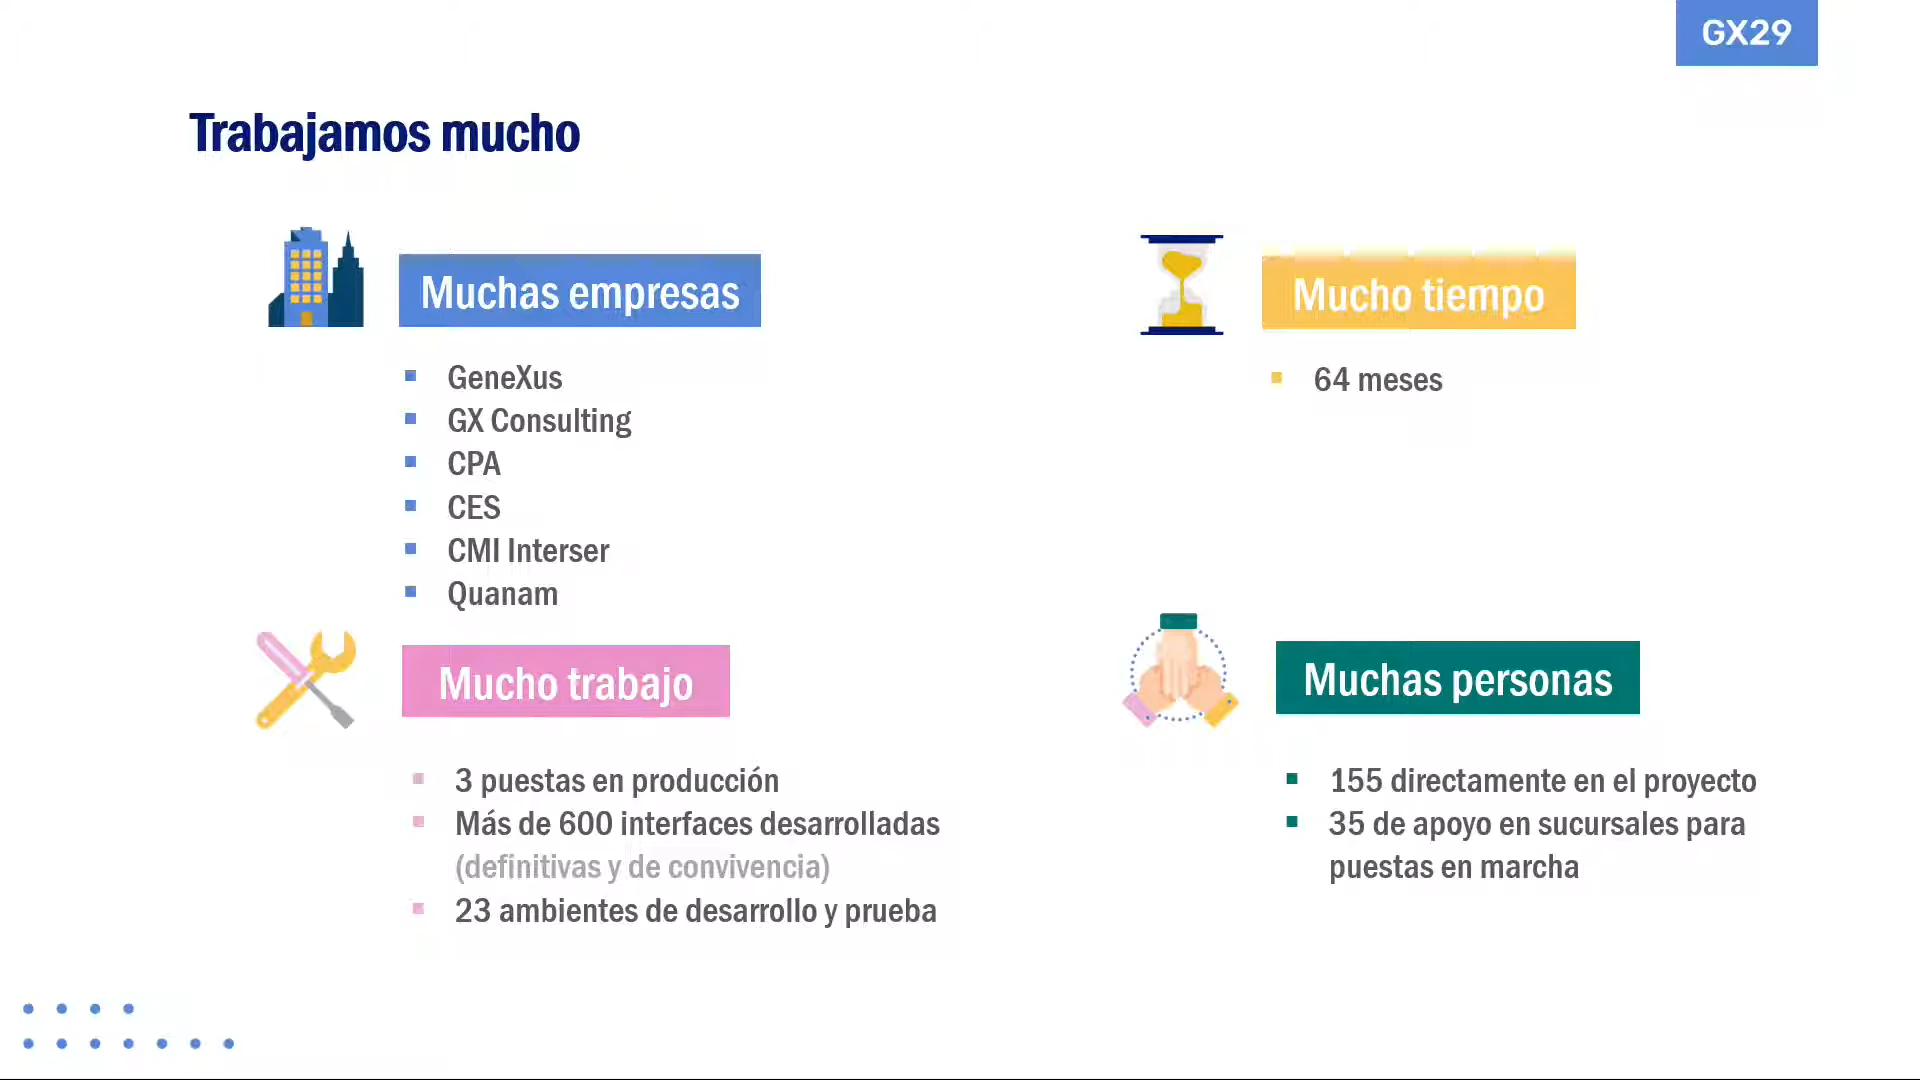 GX29
Trabajamos mucho
Muchas empresas
GeneXus
GX Consulting
CPA
CES
CMI Interser
Quanam
Mucho tiempo
64 meses
Mucho trabajo
3 puestas en producción
Más de 600 interfaces desarrolladas
(definitivas y de convivencia)
23 ambientes de desarrollo y prueba
Muchas personas
155 directamente en el proyecto
35 de apoyo en sucursales para
puestas en marcha